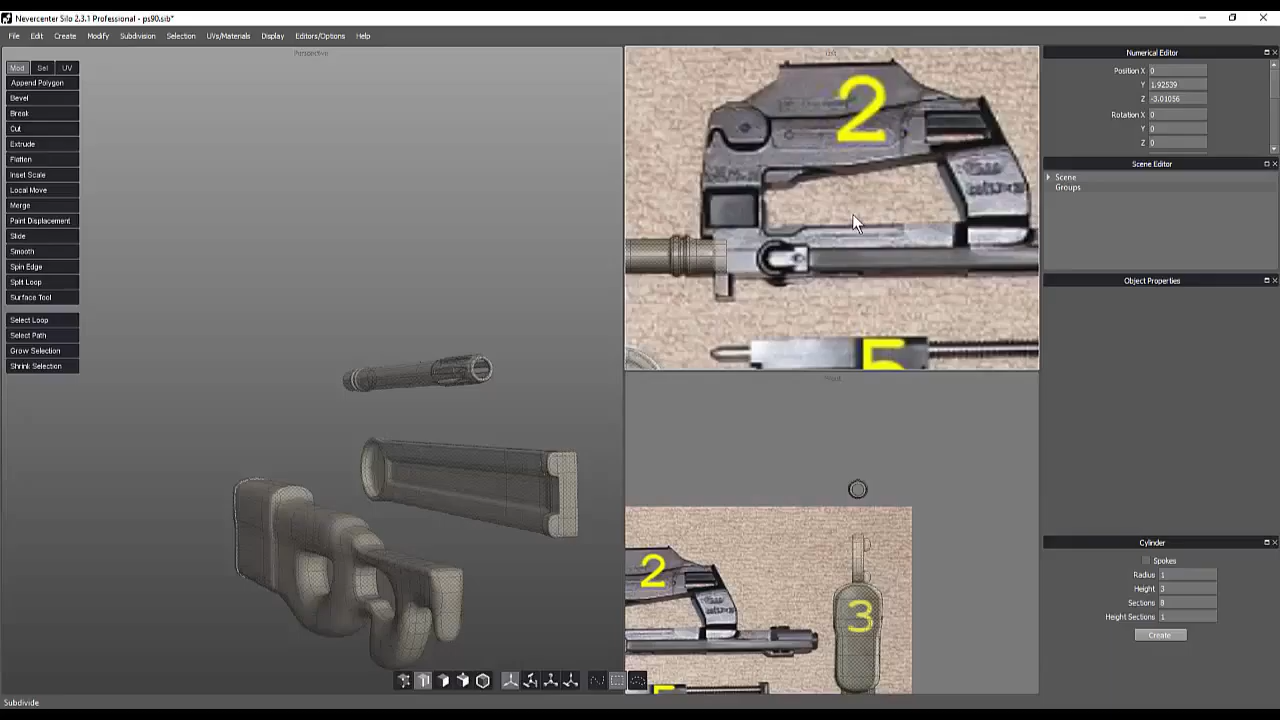 Nevercenter Silo 2.3.1 Professional - ps90.sib*
File Edit Create Modify Subdivision Selection UVs/Materials Display Editors/Options Help
Perspective
Mod Sel UV
Append Polygon
Bevel
Break
Cut
Extrude
Flatten
Inset Scale
Local Move
Merge
Paint Displacement
Slide
Smooth
Spin Edge
Split Loop
Surface Tool
Select Loop
Select Path
Grow Selection
Shrink Selection
2
5
2
3
Numerical Editor
Position X 0
Y 1.92539
Z -3.01056
Rotation X 0
Y 0
Z 0
Scene Editor
Scene
Groups
Object Properties
Cylinder
Spokes
Radius 1
Height 3
Sections 8
Height Sections 1
Create
Subdivide